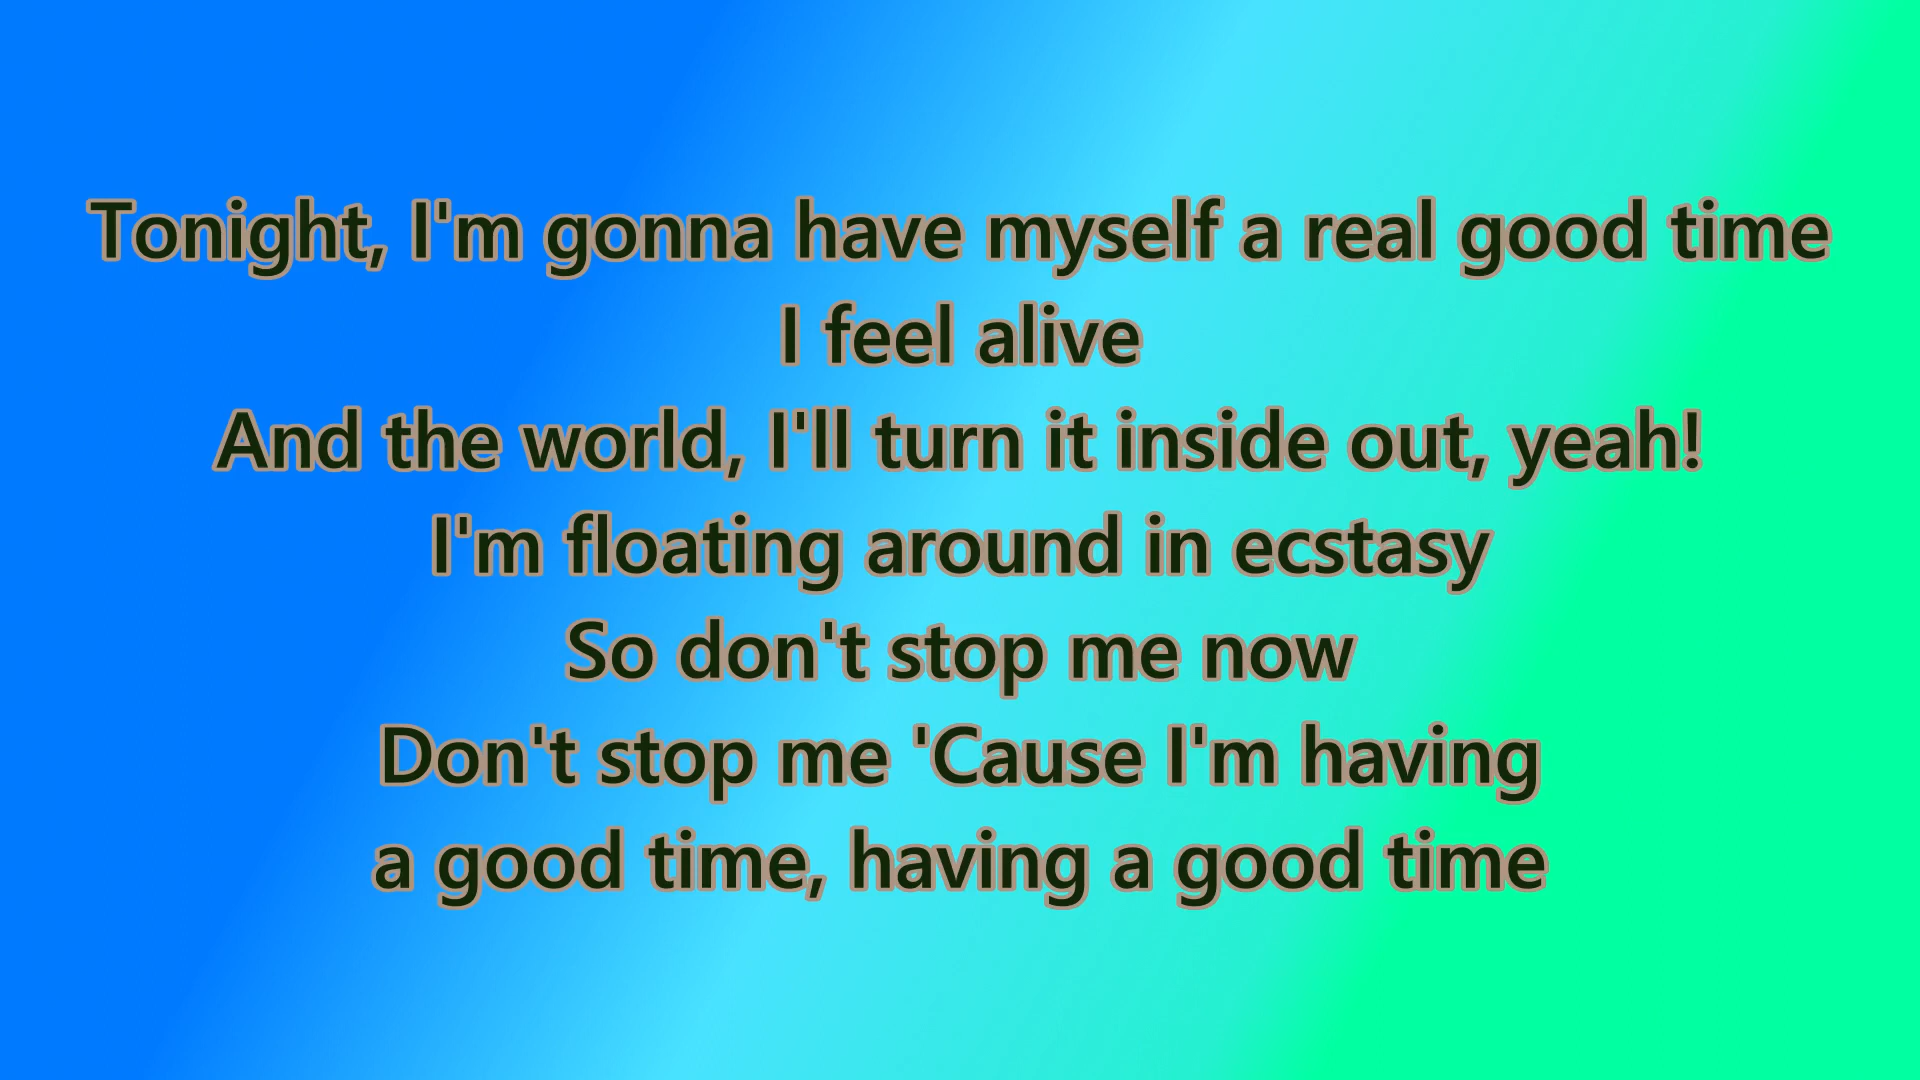 Tonight, I'm gonna have myself a real good time
I feel alive
And the world, I'll turn it inside out, yeah!
I'm floating around in ecstasy
So don't stop me now
Don't stop me 'Cause I'm having
a good time, having a good time